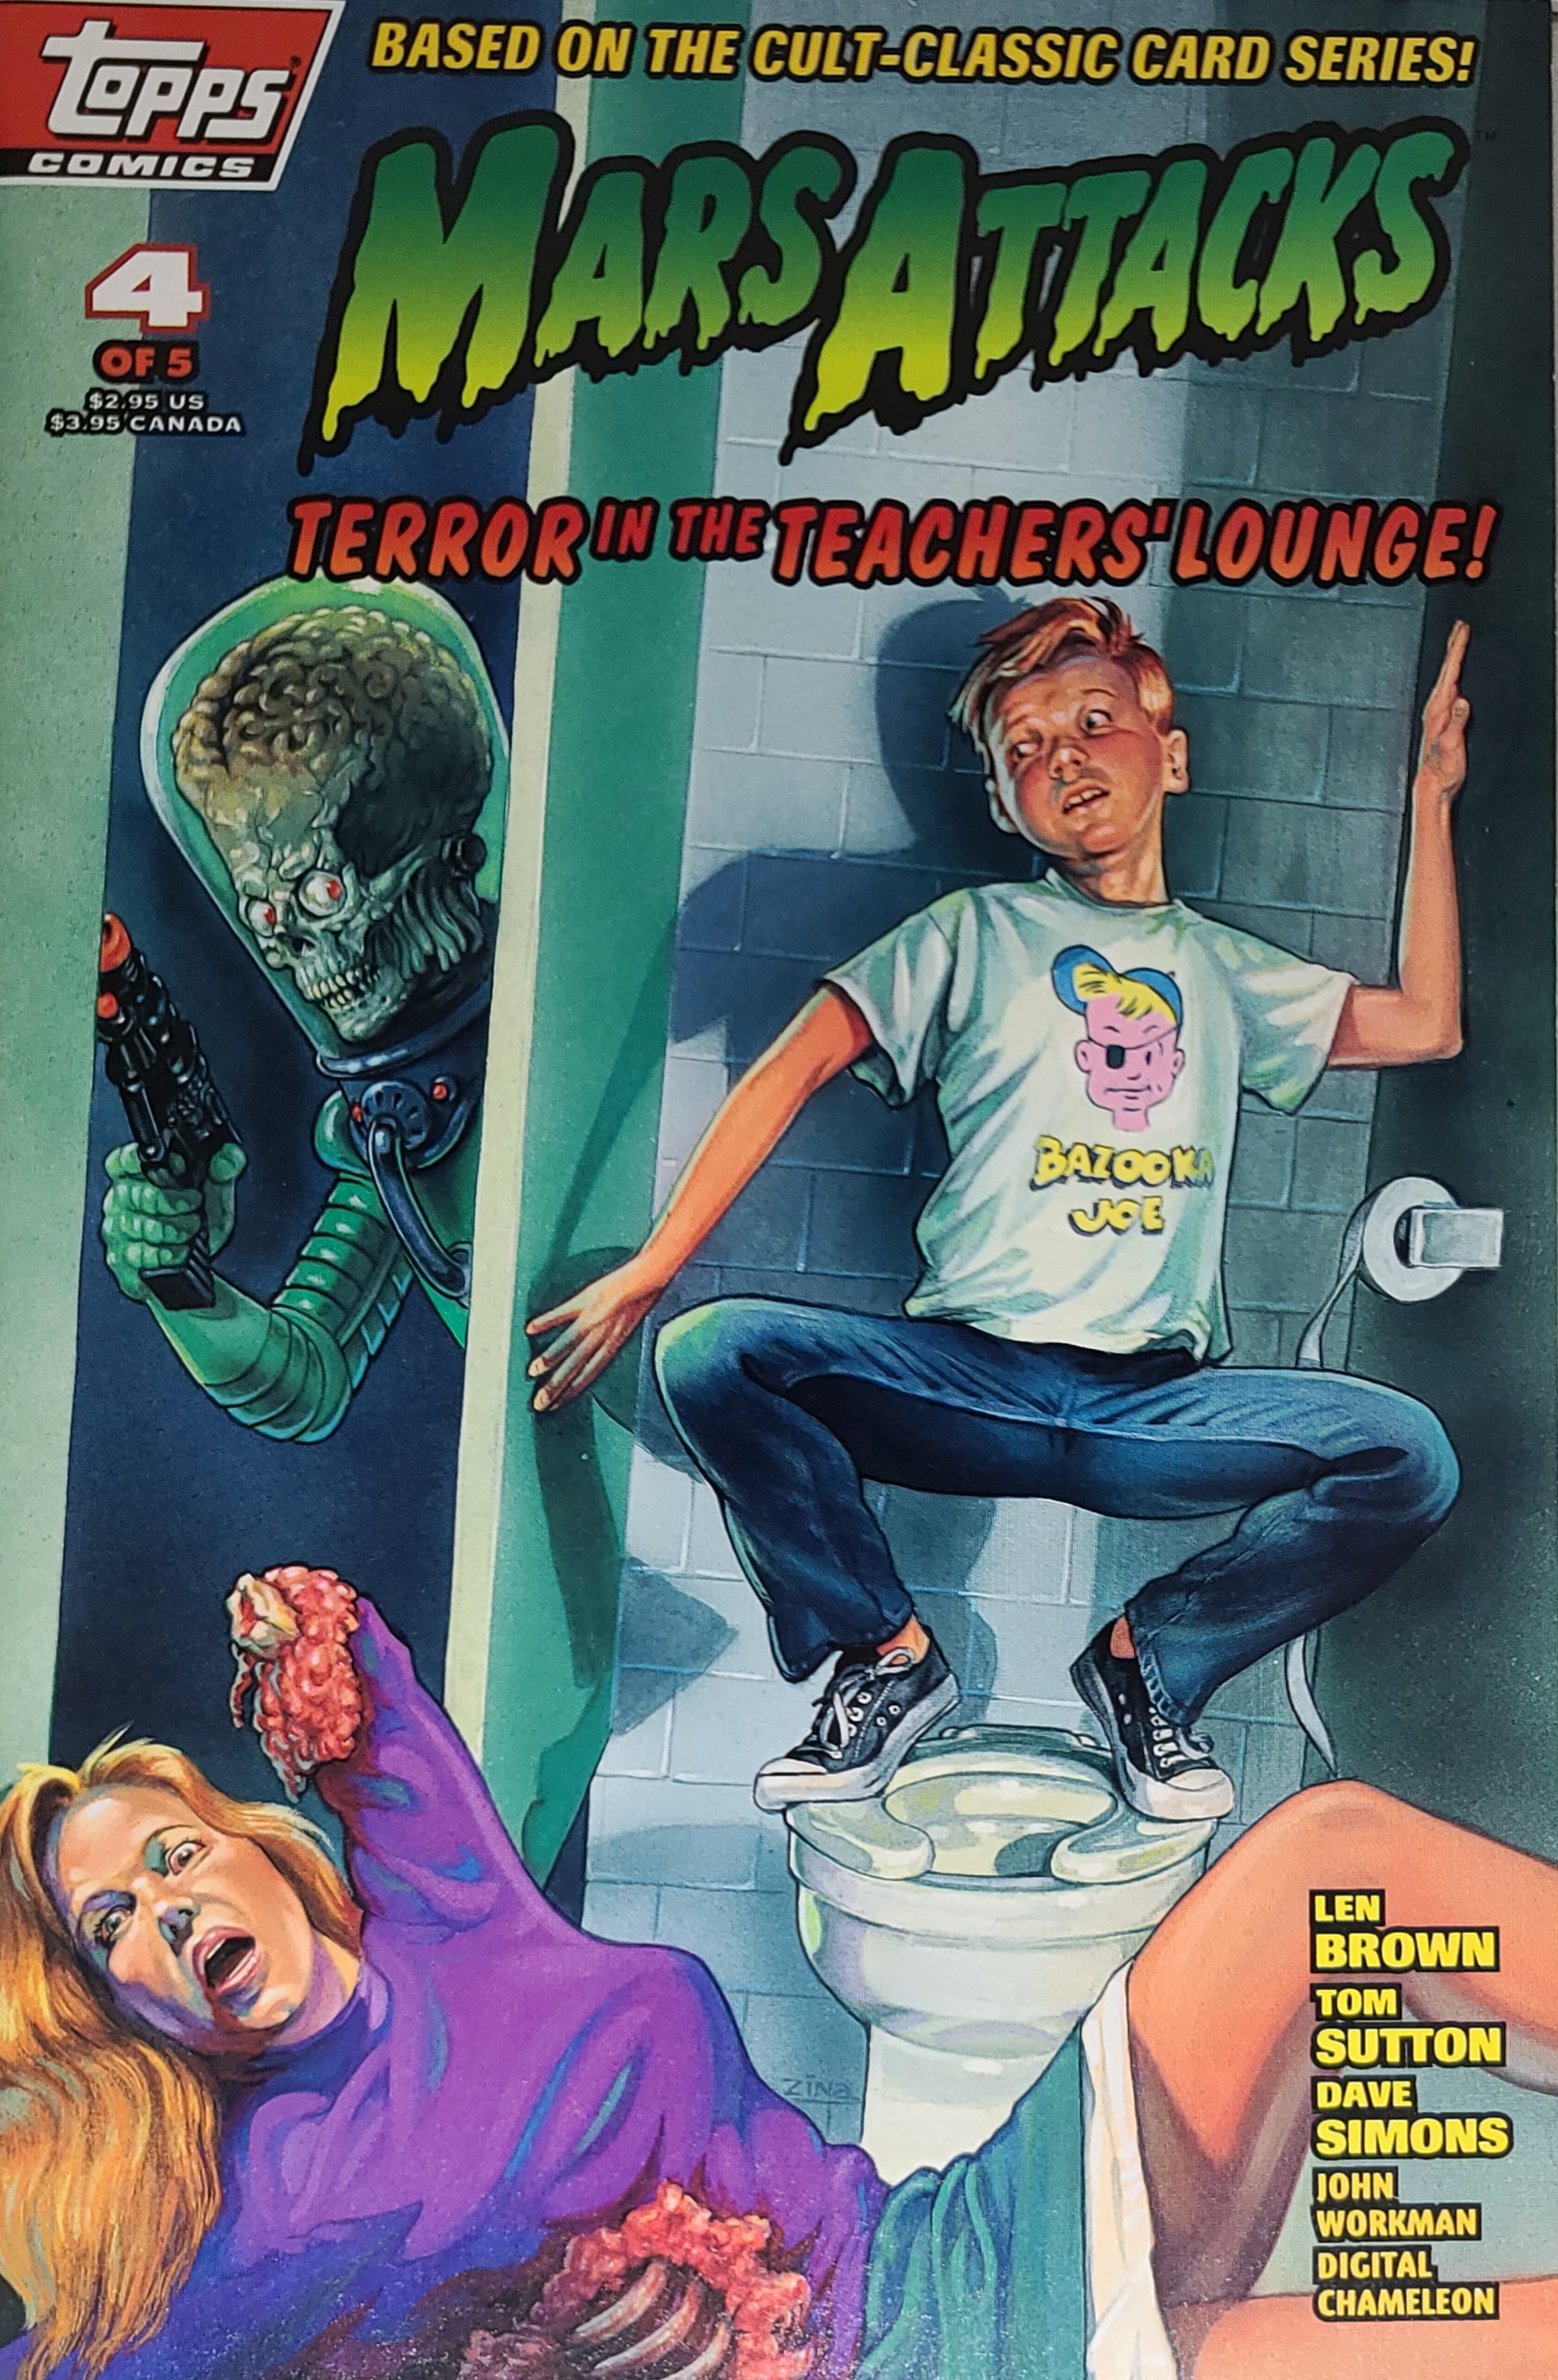 Topps®
COMICS
BASED ON THE CULT-CLASSIC CARD SERIES!
MARS ATTACKS™
4
OF 5
$2.95 US
$3.95 CANADA
TERROR IN THE TEACHERS' LOUNGE!
BAZOOKA
JOE
ZINA
LEN
BROWN
TOM
SUTTON
DAVE
SIMONS
JOHN
WORKMAN
DIGITAL
CHAMELEON